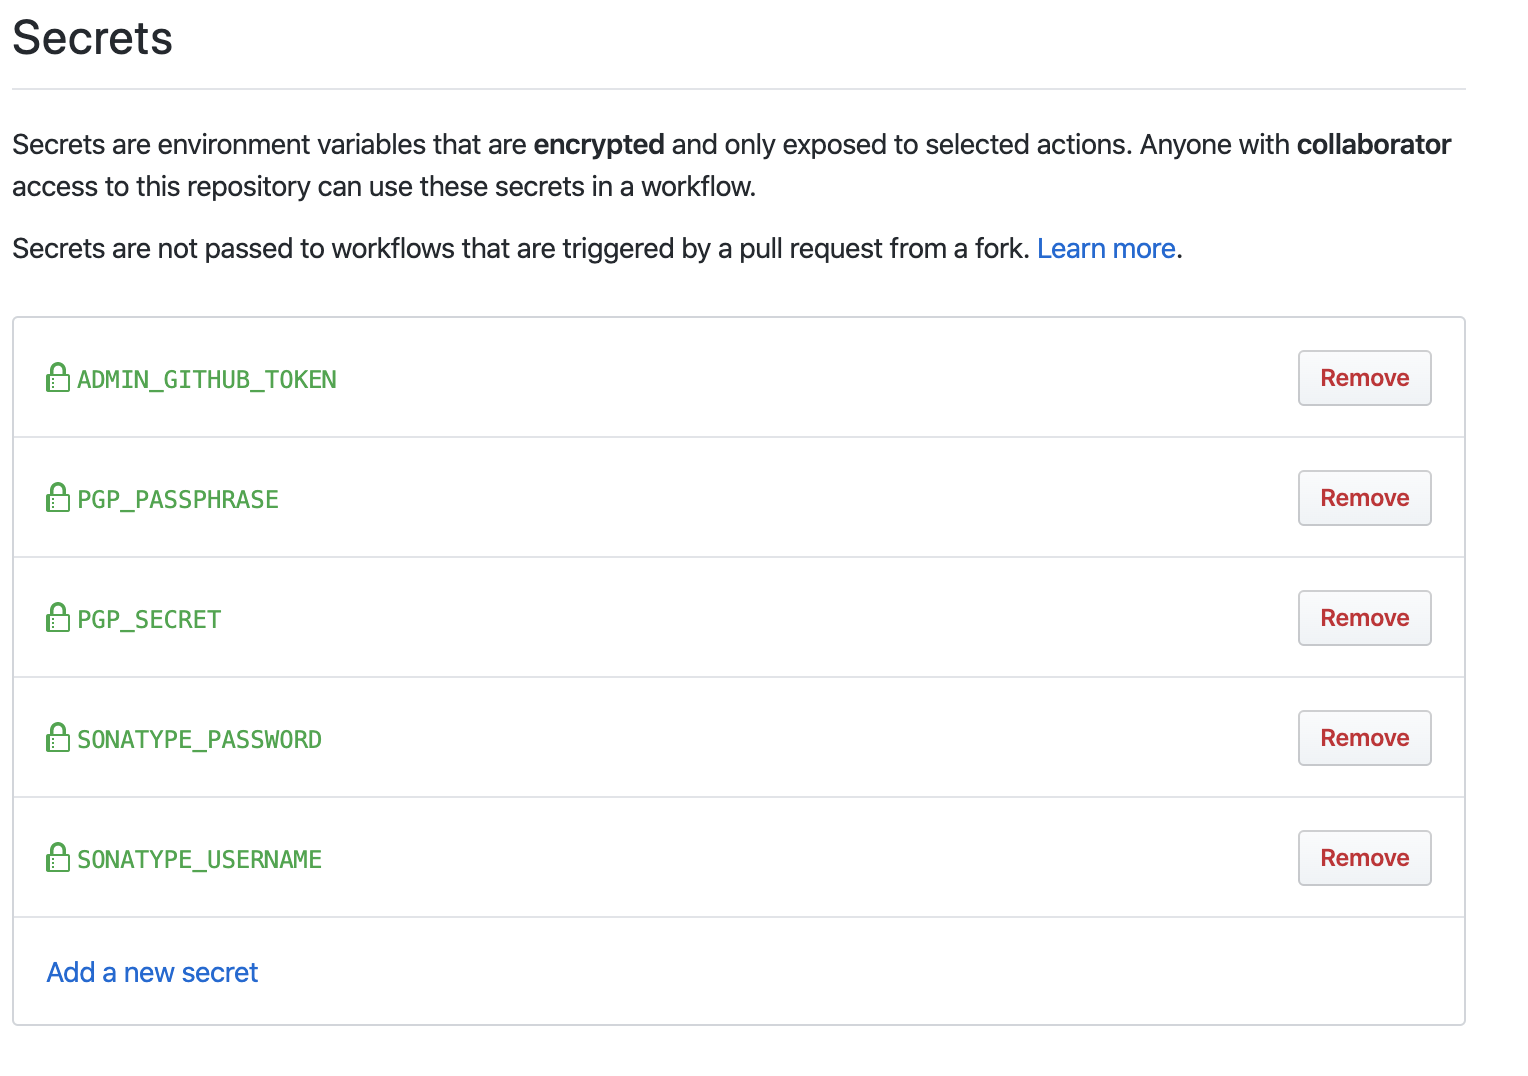 Secrets
Secrets are environment variables that are encrypted and only exposed to selected actions. Anyone with collaborator
access to this repository can use these secrets in a workflow.
Secrets are not passed to workflows that are triggered by a pull request from a fork. Learn more.
ADMIN_GITHUB_TOKEN Remove
PGP_PASSPHRASE Remove
PGP_SECRET Remove
SONATYPE_PASSWORD Remove
SONATYPE_USERNAME Remove
Add a new secret